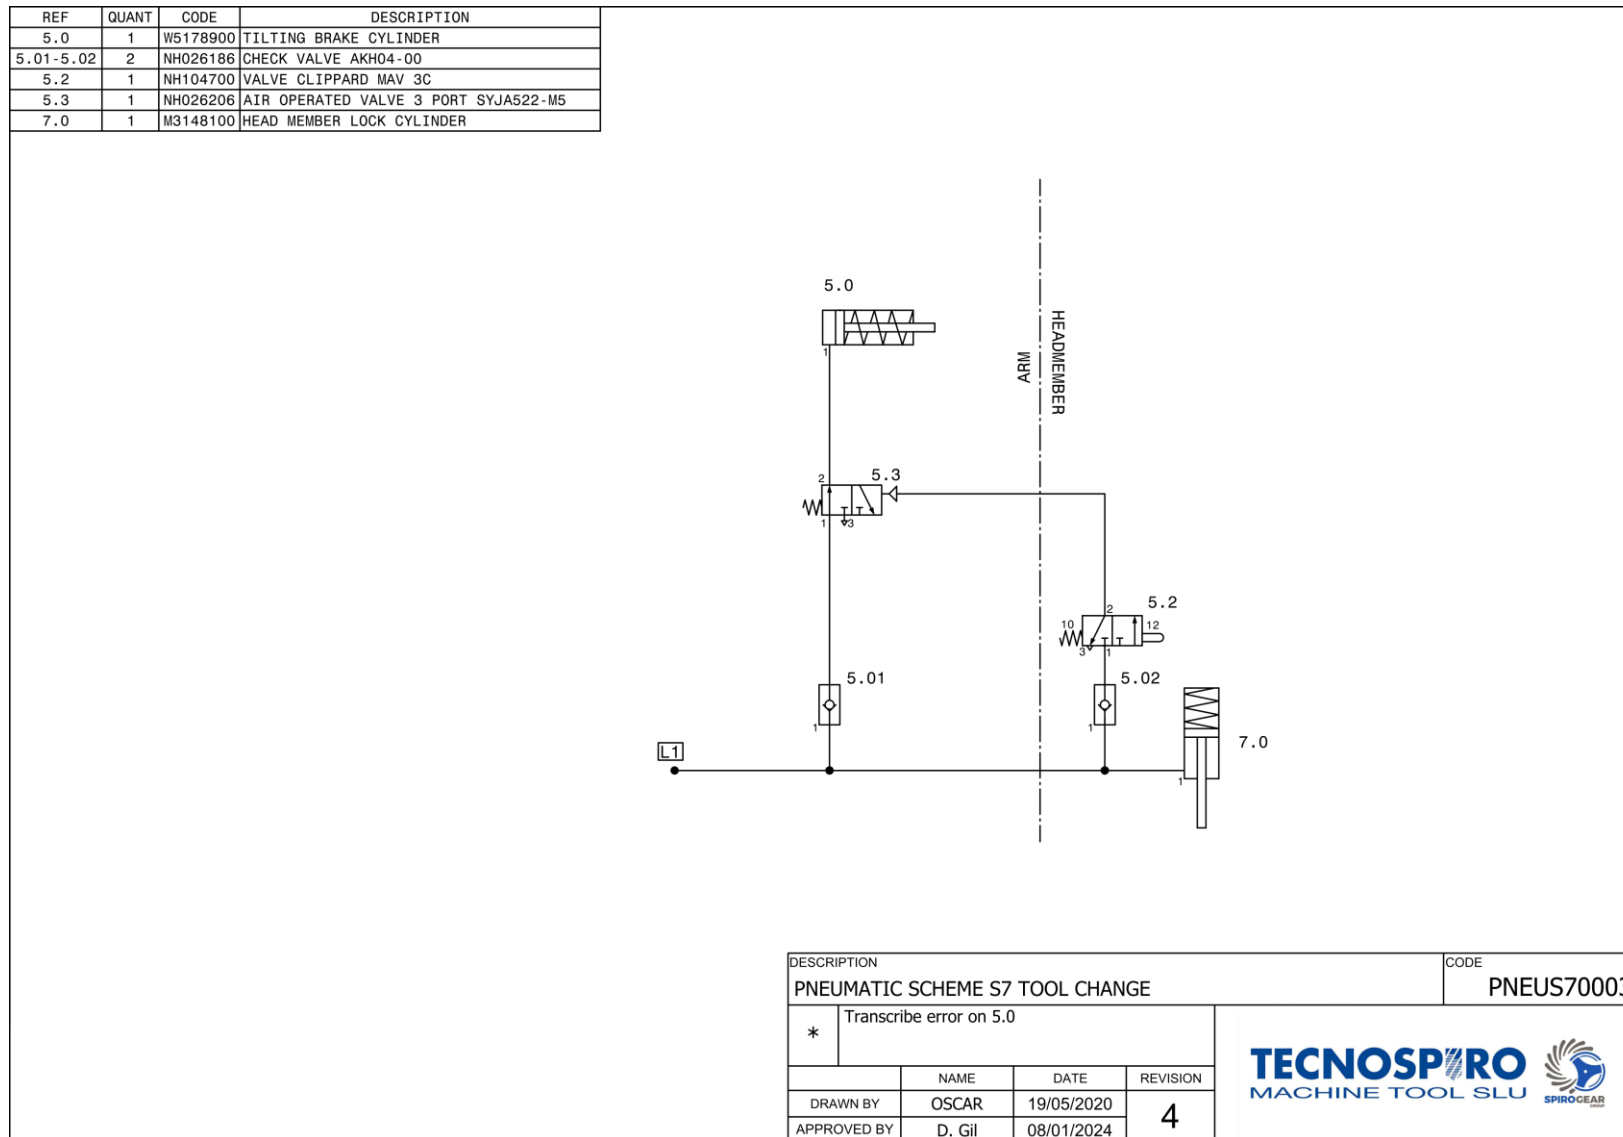 REF QUANT CODE DESCRIPTION
5.0 1 W5178900 TILTING BRAKE CYLINDER
5.01-5.02 2 NH026186 CHECK VALVE AKH04-00
5.2 1 NH104700 VALVE CLIPPARD MAV 3C
5.3 1 NH026206 AIR OPERATED VALVE 3 PORT SYJA522-M5
7.0 1 M3148100 HEAD MEMBER LOCK CYLINDER
5.0
1
ARM
HEADMEMBER
2
5.3
1
3
2
5.2
10
12
3
1
5.01
1
5.02
1
L1
7.0
1
DESCRIPTION
PNEUMATIC SCHEME S7 TOOL CHANGE
CODE
PNEUS70003
* Transcribe error on 5.0
NAME DATE REVISION
DRAWN BY OSCAR 19/05/2020
APPROVED BY D. Gil 08/01/2024
4
TECNOSPIRO
MACHINE TOOL SLU
SPIROGEAR
GROUP